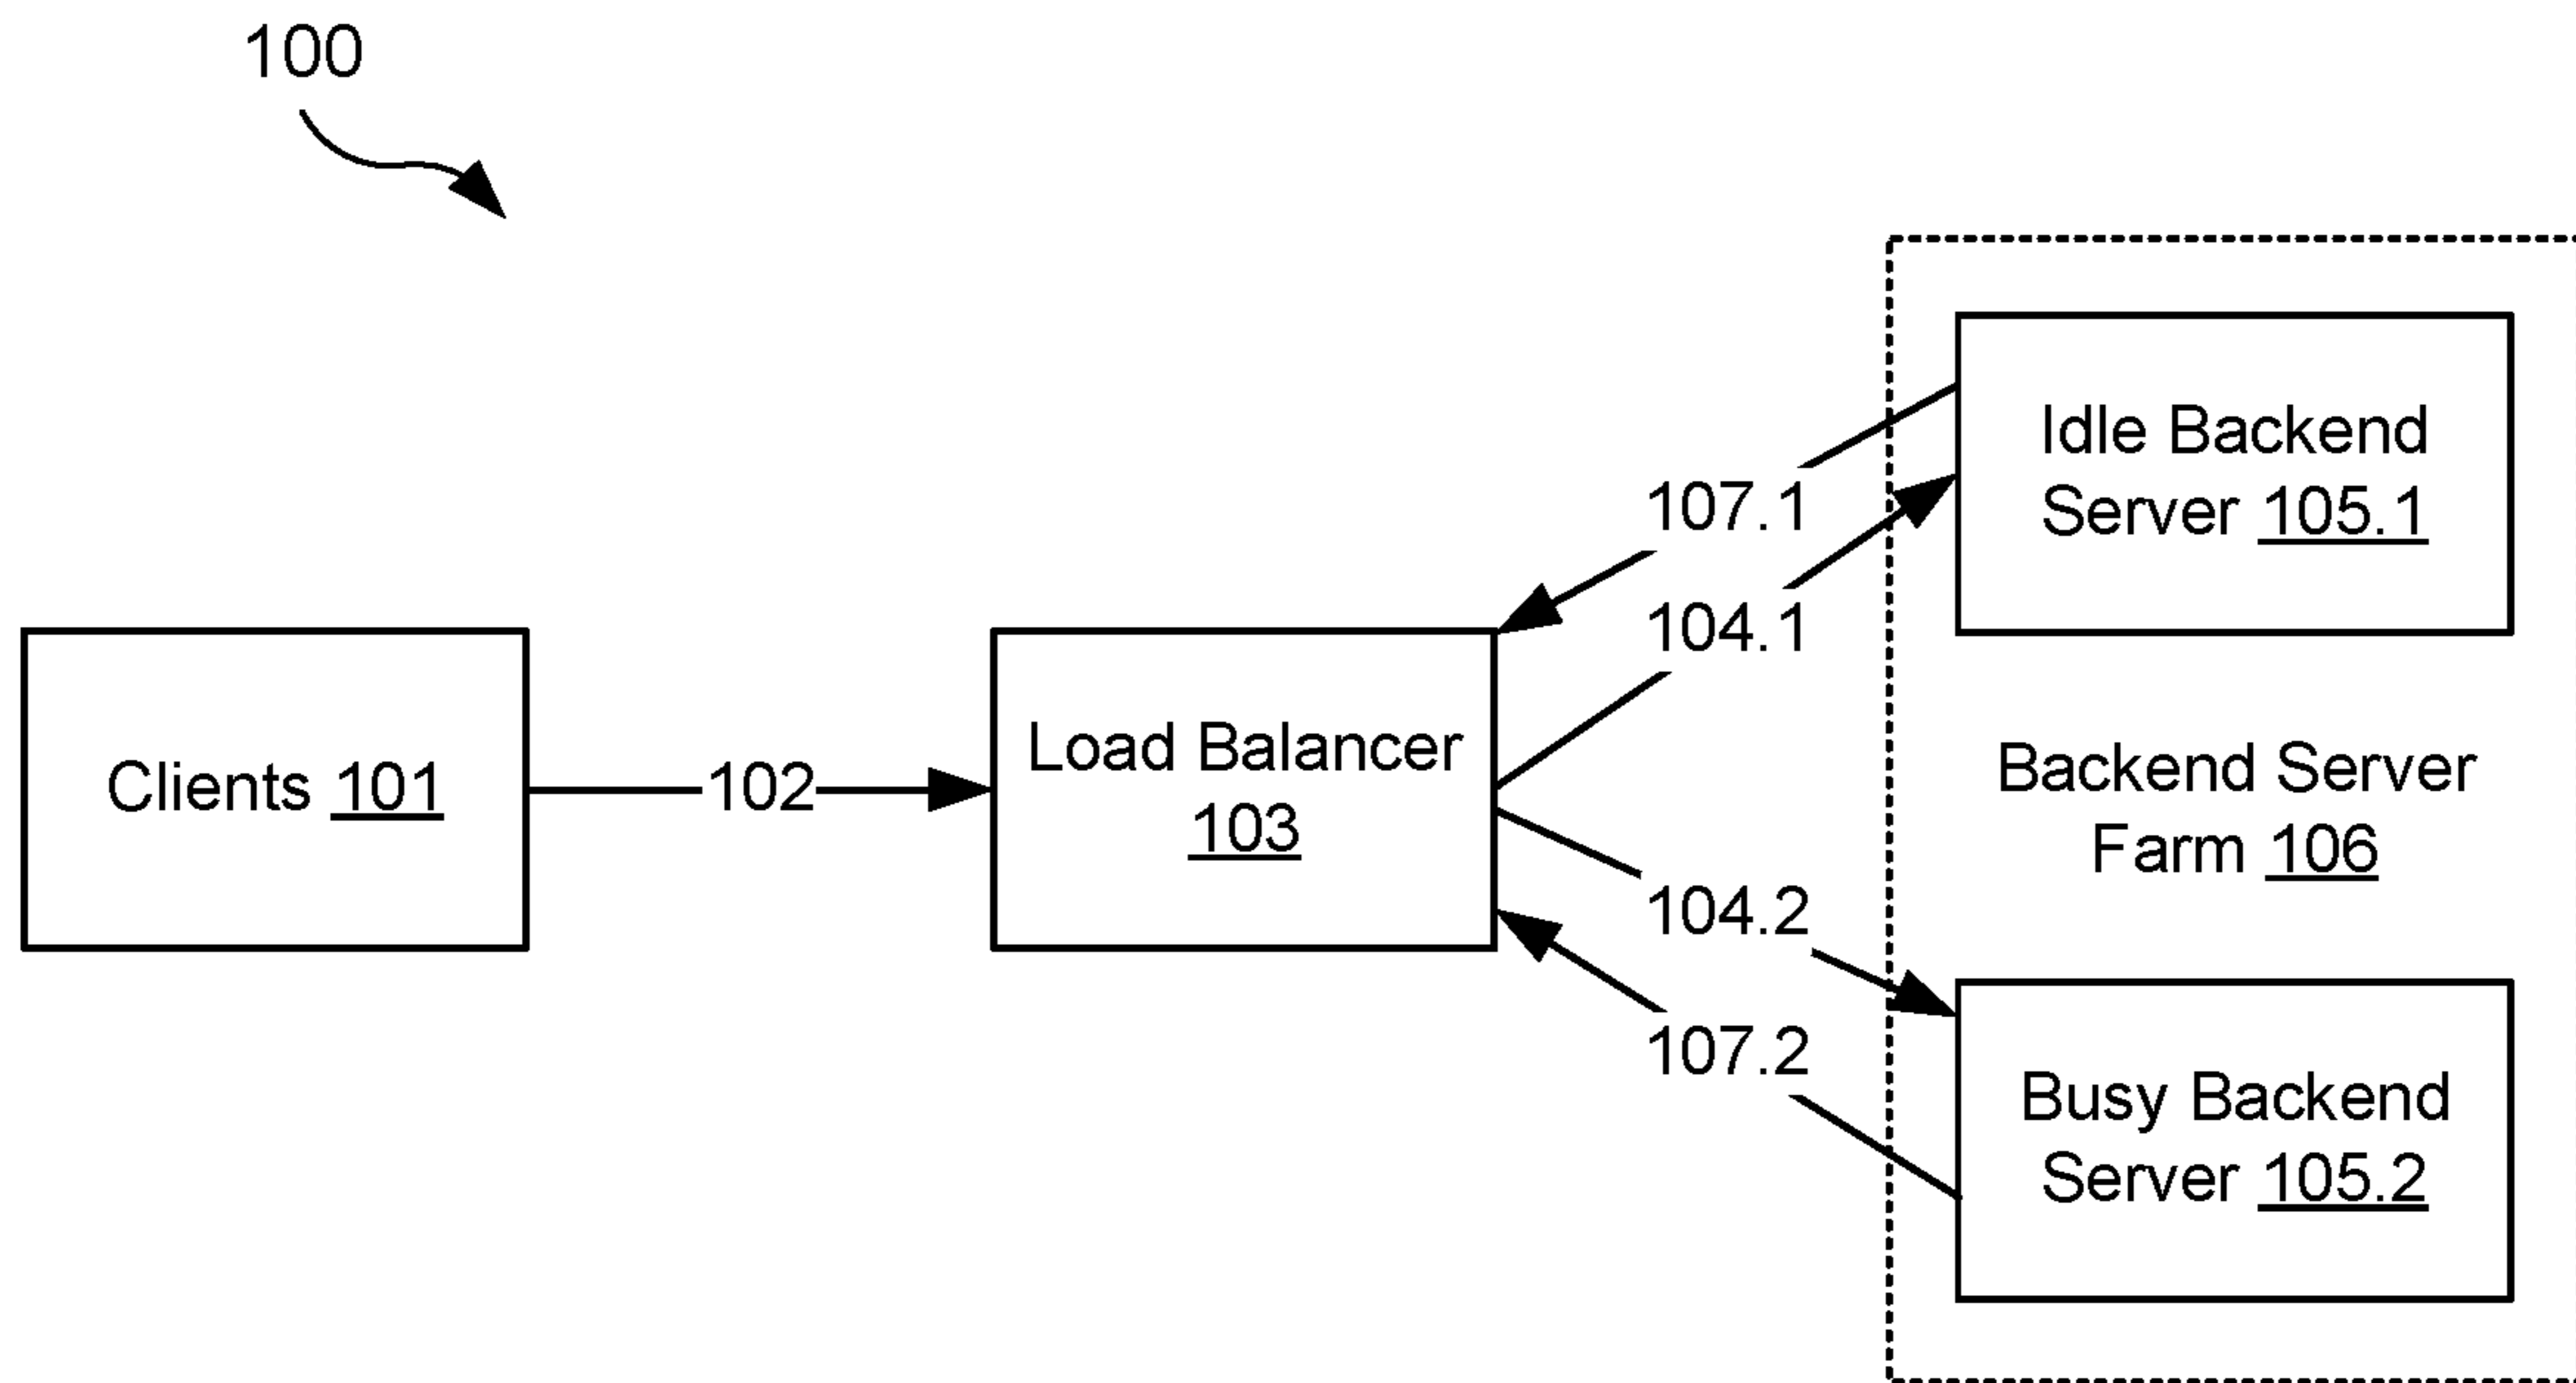 100
Idle Backend
Server 105.1
107.1
104.1
Clients 101
102
Load Balancer
103
Backend Server
Farm 106
104.2
107.2
Busy Backend
Server 105.2